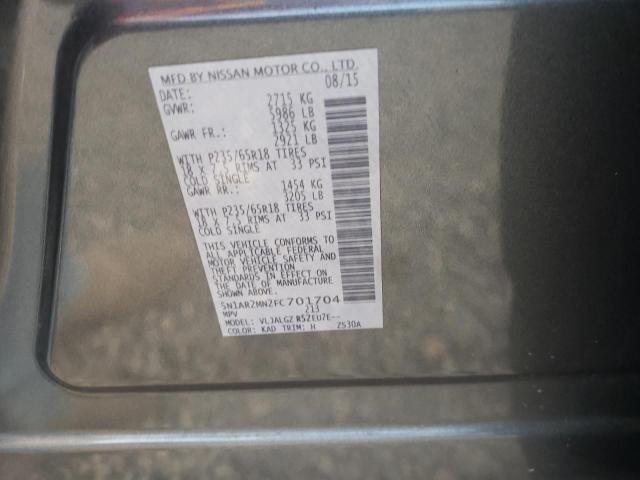 MFD BY NISSAN MOTOR CO., LTD.
DATE: 08/15
GVWR: 2715 KG
5986 LB
GAWR FR.: 1325 KG
2921 LB
WITH P235/65R18 TIRES
18 X 7.5 RIMS AT 33 PSI
COLD SINGLE
GAWR RR.: 1454 KG
3205 LB
WITH P235/65R18 TIRES
18 X 7.5 RIMS AT 33 PSI
COLD SINGLE
THIS VEHICLE CONFORMS TO
ALL APPLICABLE FEDERAL
MOTOR VEHICLE SAFETY AND
THEFT PREVENTION
STANDARDS IN EFFECT ON
THE DATE OF MANUFACTURE
SHOWN ABOVE.
5N1AR2MN2FC701704
MPV 213
MODEL: VLJALGZ R52EU7E--
COLOR: KAD TRIM: H Z530A